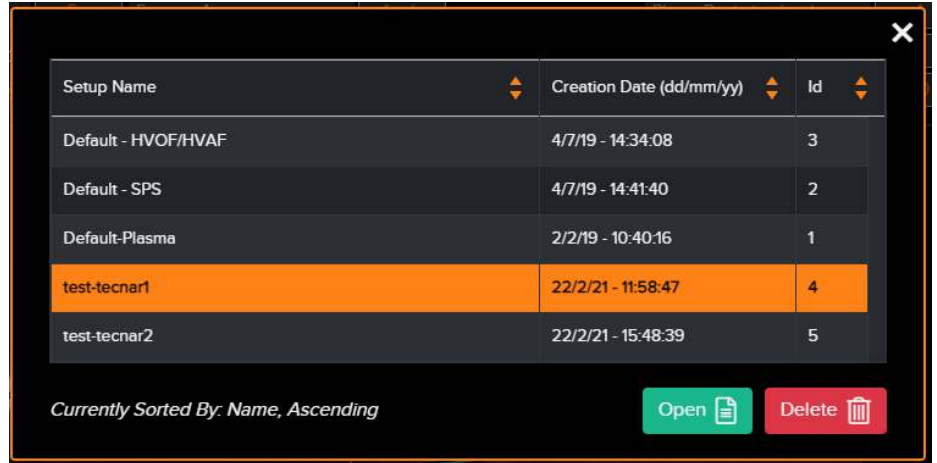 Setup Name Creation Date (dd/mm/yy) Id
Default - HVOF/HVAF 4/7/19 - 14:34:08 3
Default - SPS 4/7/19 - 14:41:40 2
Default-Plasma 2/2/19 - 10:40:16 1
test-tecnar1 22/2/21 - 11:58:47 4
test-tecnar2 22/2/21 - 15:48:39 5
Currently Sorted By: Name, Ascending Open Delete